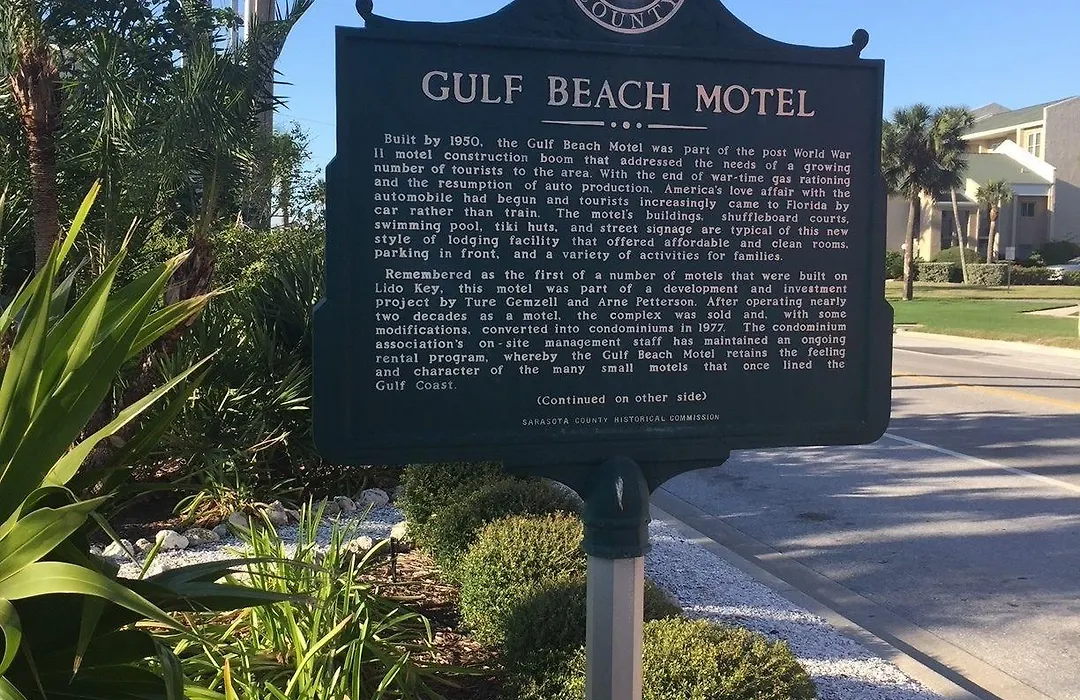 COUNTY
GULF BEACH MOTEL
Built by 1950, the Gulf Beach Motel was part of the post World War
II motel construction boom that addressed the needs of a growing
number of tourists to the area. With the end of war-time gas rationing
and the resumption of auto production, America's love affair with the
automobile had begun and tourists increasingly came to Florida by
car rather than train. The motel's buildings, shuffleboard courts,
swimming pool, tiki huts, and street signage are typical of this new
style of lodging facility that offered affordable and clean rooms,
parking in front, and a variety of activities for families.
Remembered as the first of a number of motels that were built on
Lido Key, this motel was part of a development and investment
project by Ture Gemzell and Arne Petterson. After operating nearly
two decades as a motel, the complex was sold and, with some
modifications, converted into condominiums in 1977. The condominium
association's on-site management staff has maintained an ongoing
rental program, whereby the Gulf Beach Motel retains the feeling
and character of the many small motels that once lined the
Gulf Coast.
(Continued on other side)
SARASOTA COUNTY HISTORICAL COMMISSION